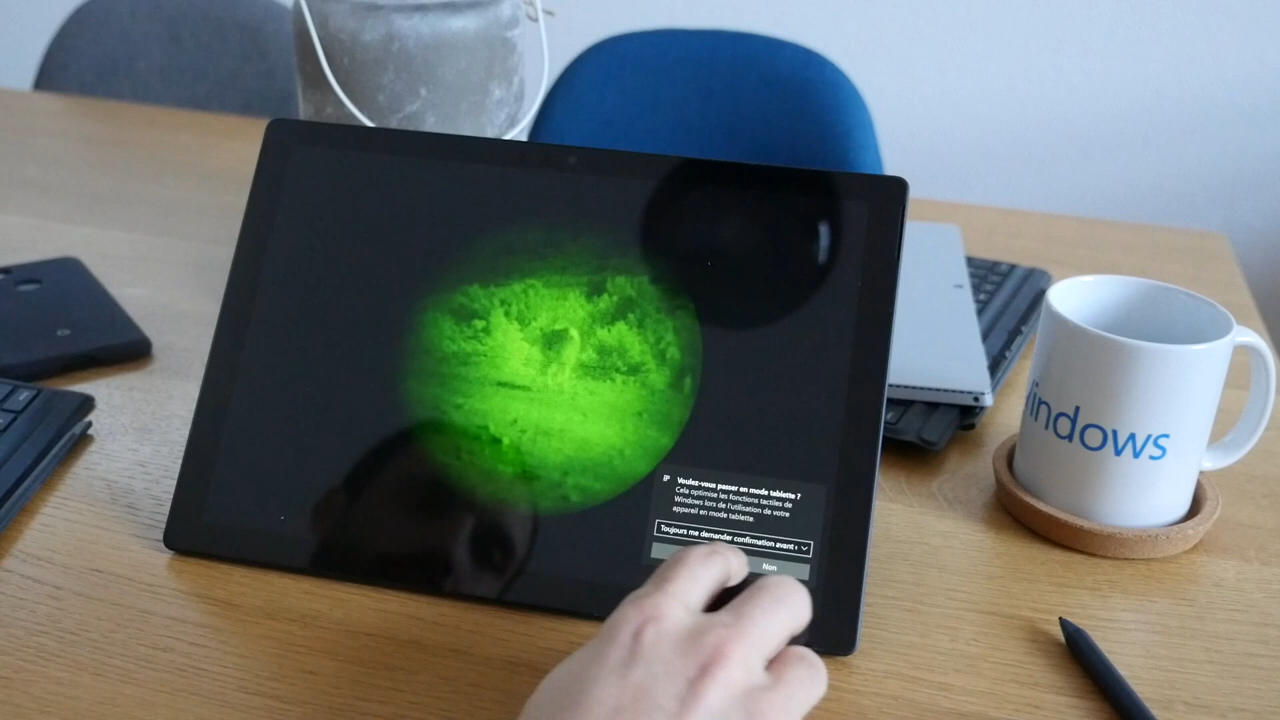 Voulez-vous passer en mode tablette ?
Cela optimise les fonctions tactiles de
Windows lors de l'utilisation de votre
appareil en mode tablette.
Toujours me demander confirmation avant
Non
Windows